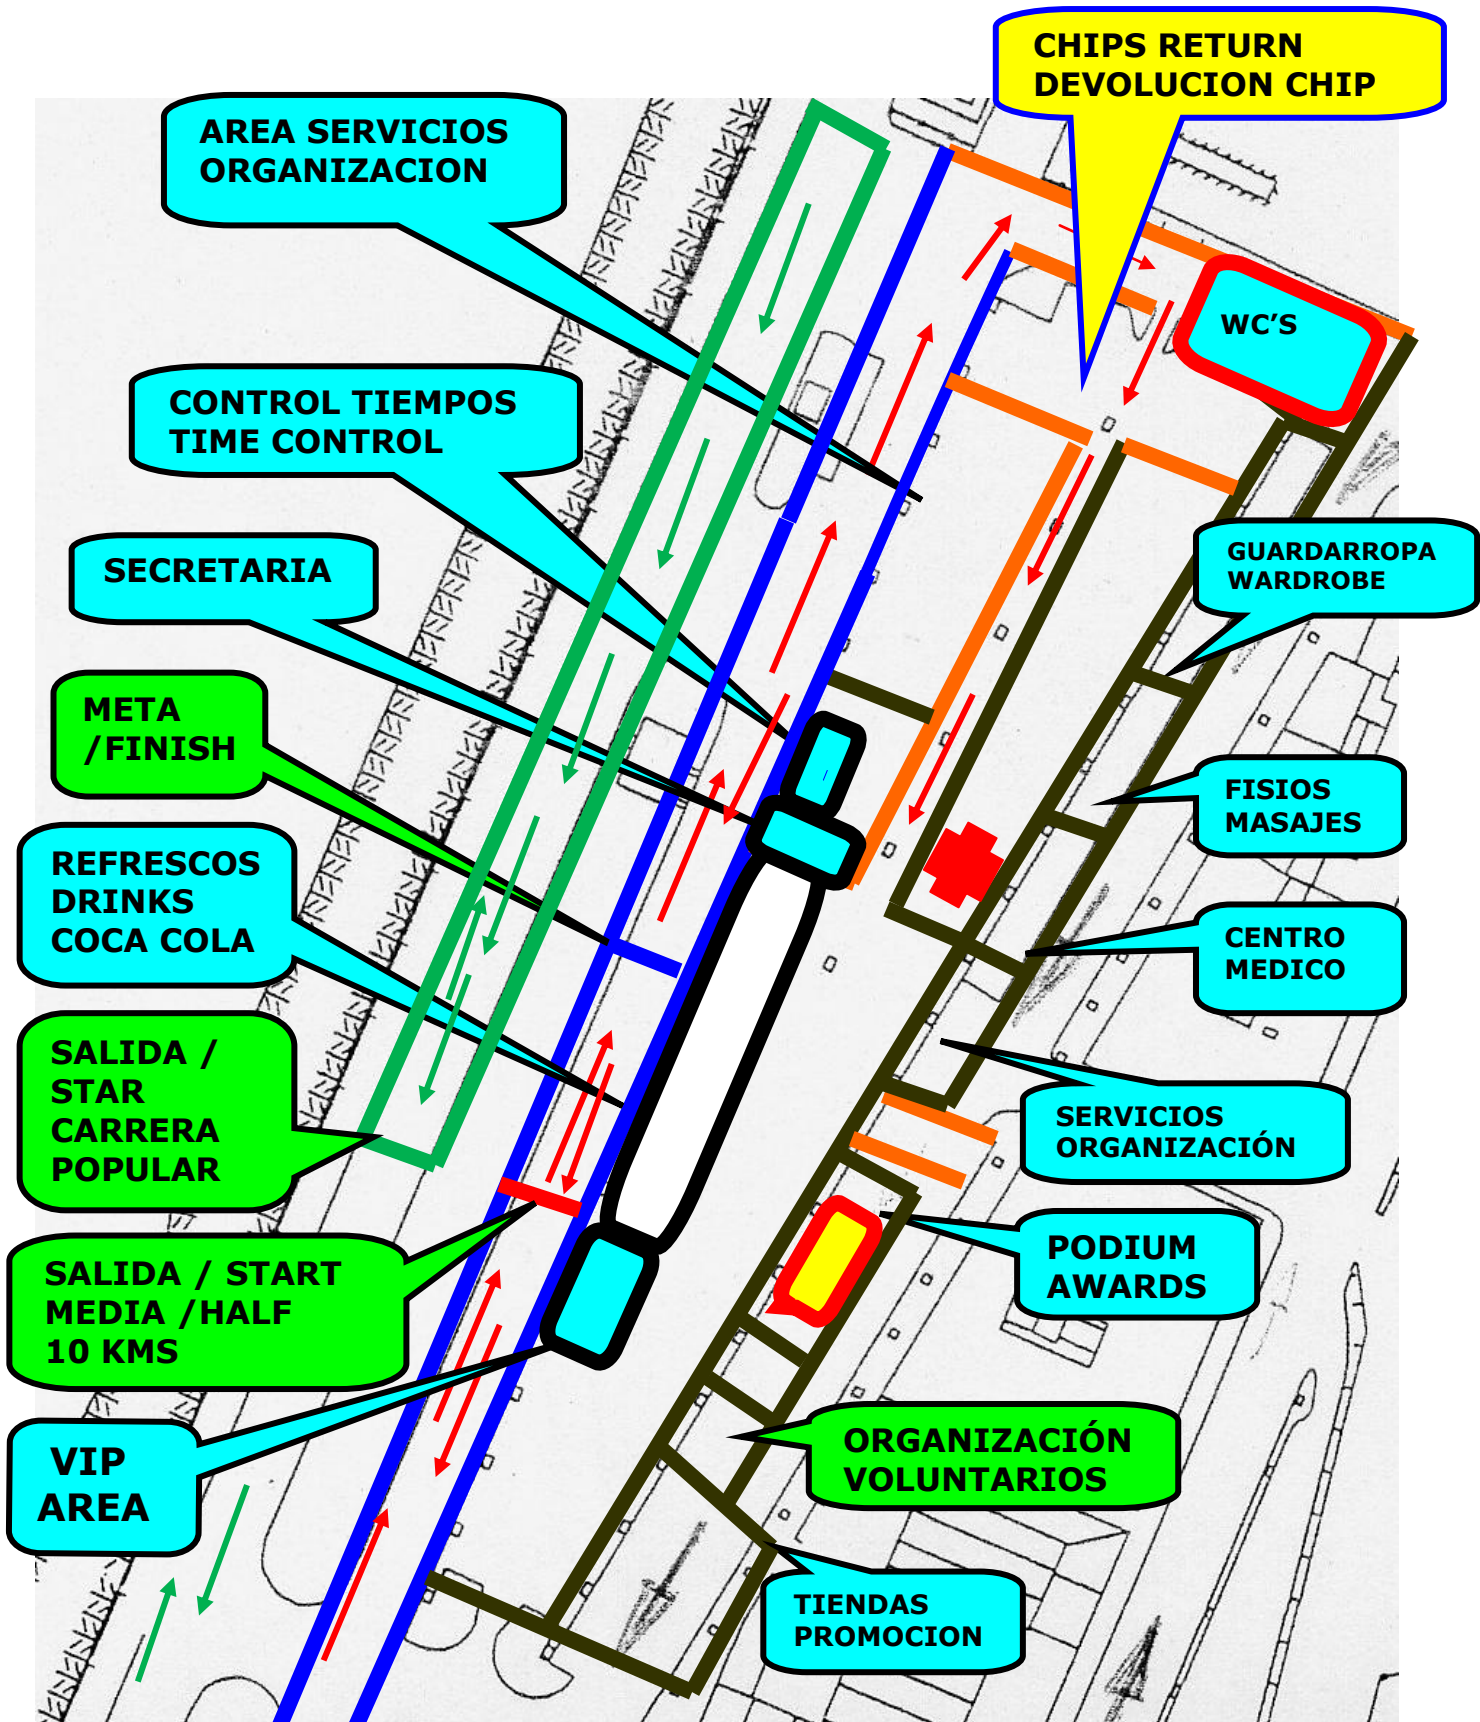 CHIPS RETURN
DEVOLUCION CHIP
AREA SERVICIOS
ORGANIZACION
WC'S
CONTROL TIEMPOS
TIME CONTROL
SECRETARIA
GUARDARROPA
WARDROBE
META
/FINISH
FISIOS
MASAJES
REFRESCOS
DRINKS
COCA COLA
CENTRO
MEDICO
SALIDA /
STAR
CARRERA
POPULAR
SERVICIOS
ORGANIZACIÓN
PODIUM
AWARDS
SALIDA / START
MEDIA /HALF
10 KMS
VIP
AREA
ORGANIZACIÓN
VOLUNTARIOS
TIENDAS
PROMOCION